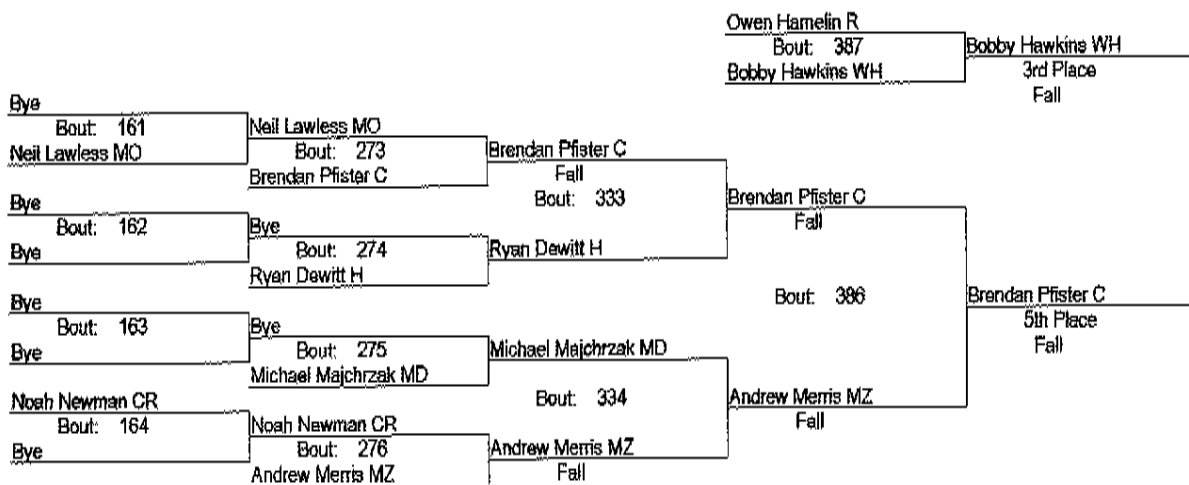 Owen Hamelin R
Bout: 387
Bobby Hawkins WH
Bobby Hawkins WH
3rd Place
Fall
Bye
Bout: 161
Neil Lawless MO
Neil Lawless MO
Bout: 273
Brendan Pfister C
Brendan Pfister C
Fall
Bout: 333
Bye
Bout: 162
Bye
Bye
Bout: 274
Ryan Dewitt H
Ryan Dewitt H
Brendan Pfister C
Fall
Bout: 386
Brendan Pfister C
5th Place
Fall
Bye
Bout: 163
Bye
Bye
Bout: 275
Michael Majchrzak MD
Michael Majchrzak MD
Bout: 334
Andrew Merris MZ
Fall
Noah Newman CR
Bout: 164
Bye
Noah Newman CR
Bout: 276
Andrew Merris MZ
Andrew Merris MZ
Fall